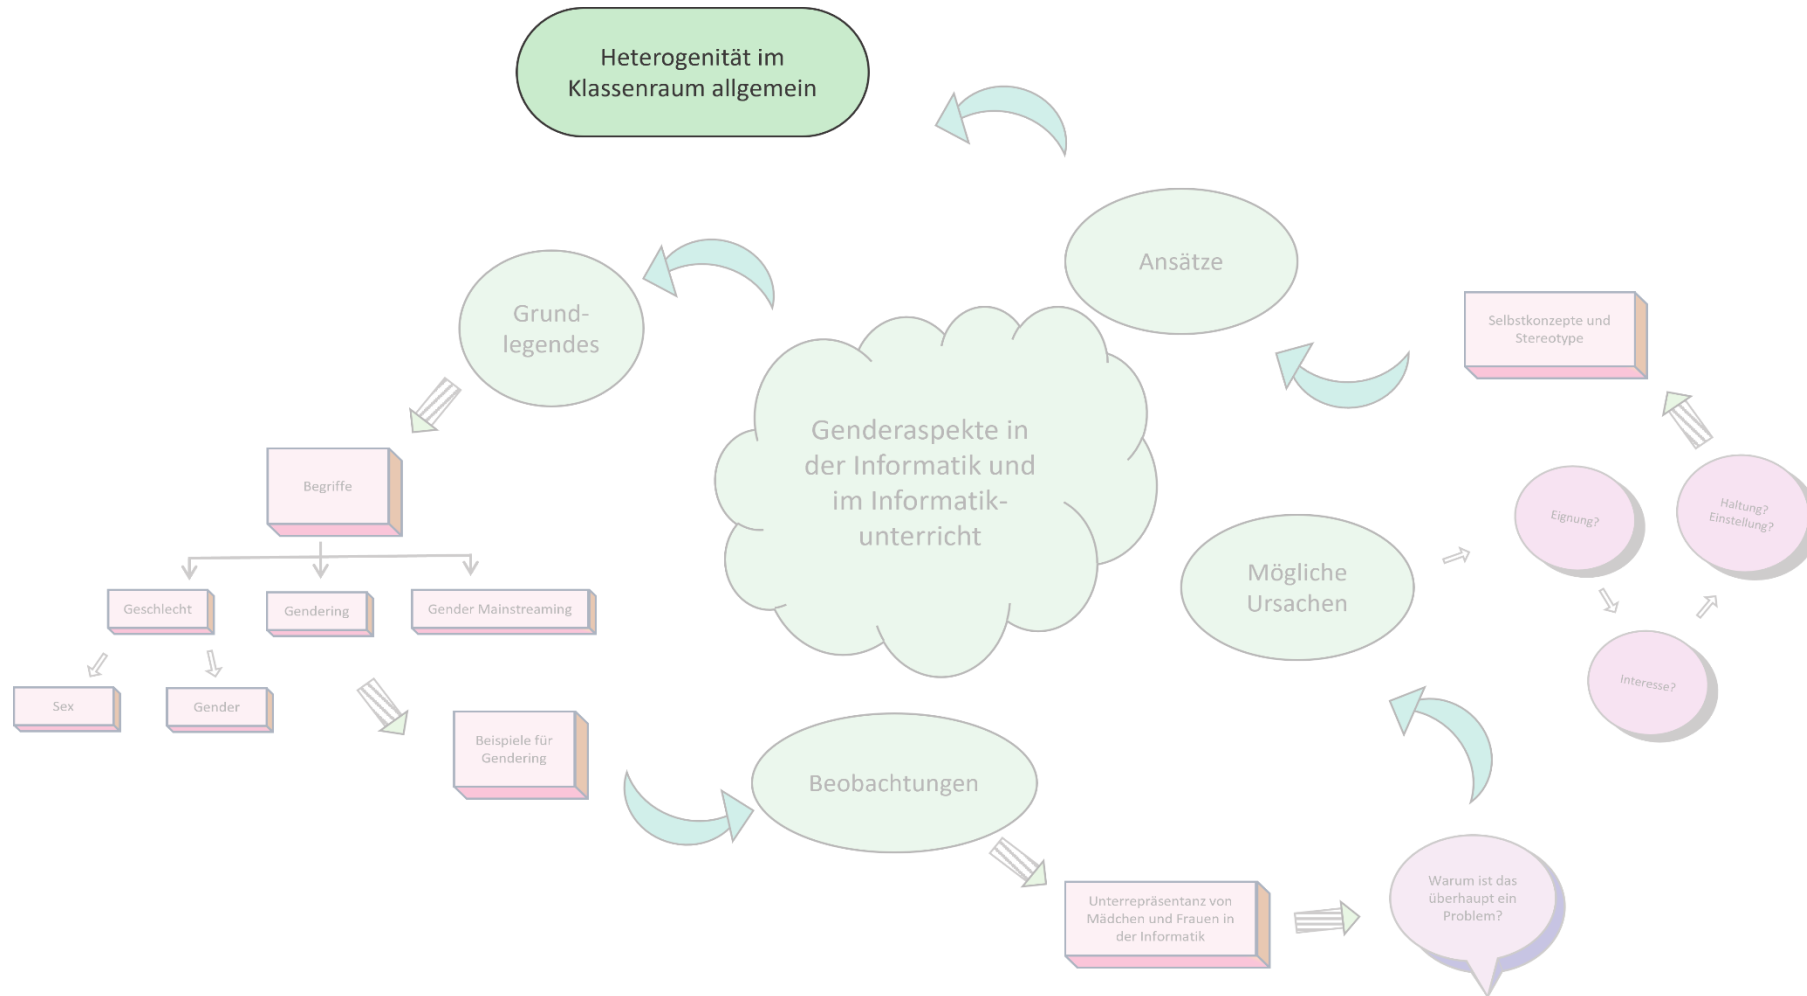 Heterogenität im
Klassenraum allgemein
Ansätze
Grund-
legendes
Selbstkonzepte und
Stereotype
Genderaspekte in
der Informatik und
im Informatik-
unterricht
Begriffe
Eignung?
Haltung?
Einstellung?
Mögliche
Ursachen
Geschlecht
Gendering
Gender Mainstreaming
Interesse?
Sex
Gender
Beispiele für
Gendering
Beobachtungen
Unterrepräsentanz von
Mädchen und Frauen in
der Informatik
Warum ist das
überhaupt ein
Problem?